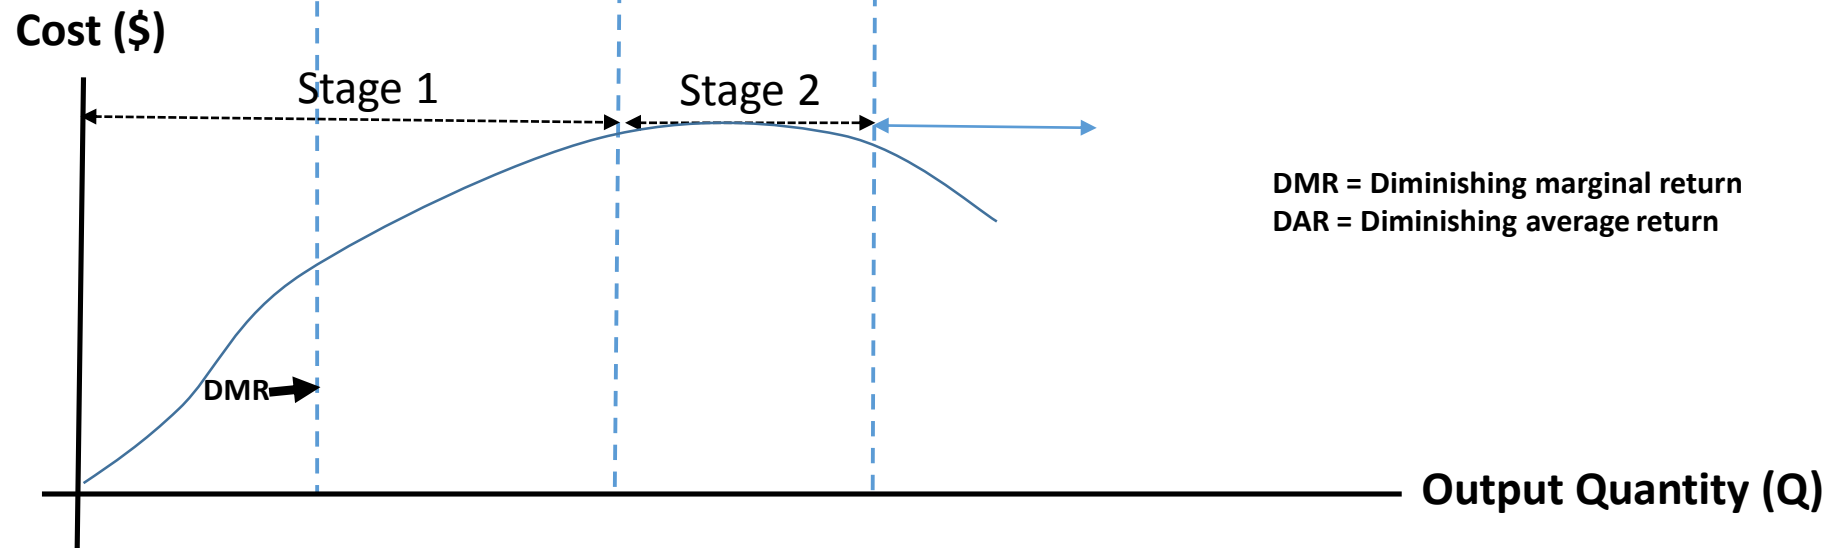 Cost ($)
Stage 1
Stage 2
DMR = Diminishing marginal return
DAR = Diminishing average return
DMR
Output Quantity (Q)